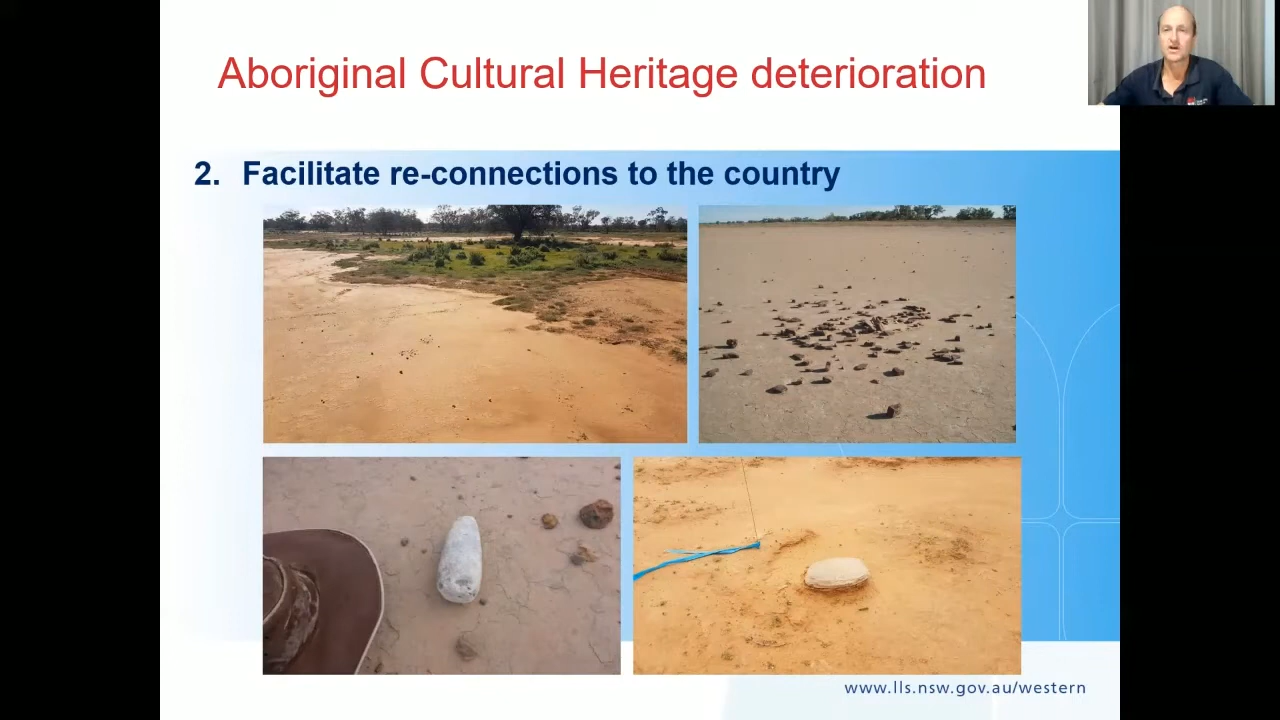 Aboriginal Cultural Heritage deterioration
2. Facilitate re-connections to the country
www.lls.nsw.gov.au/western